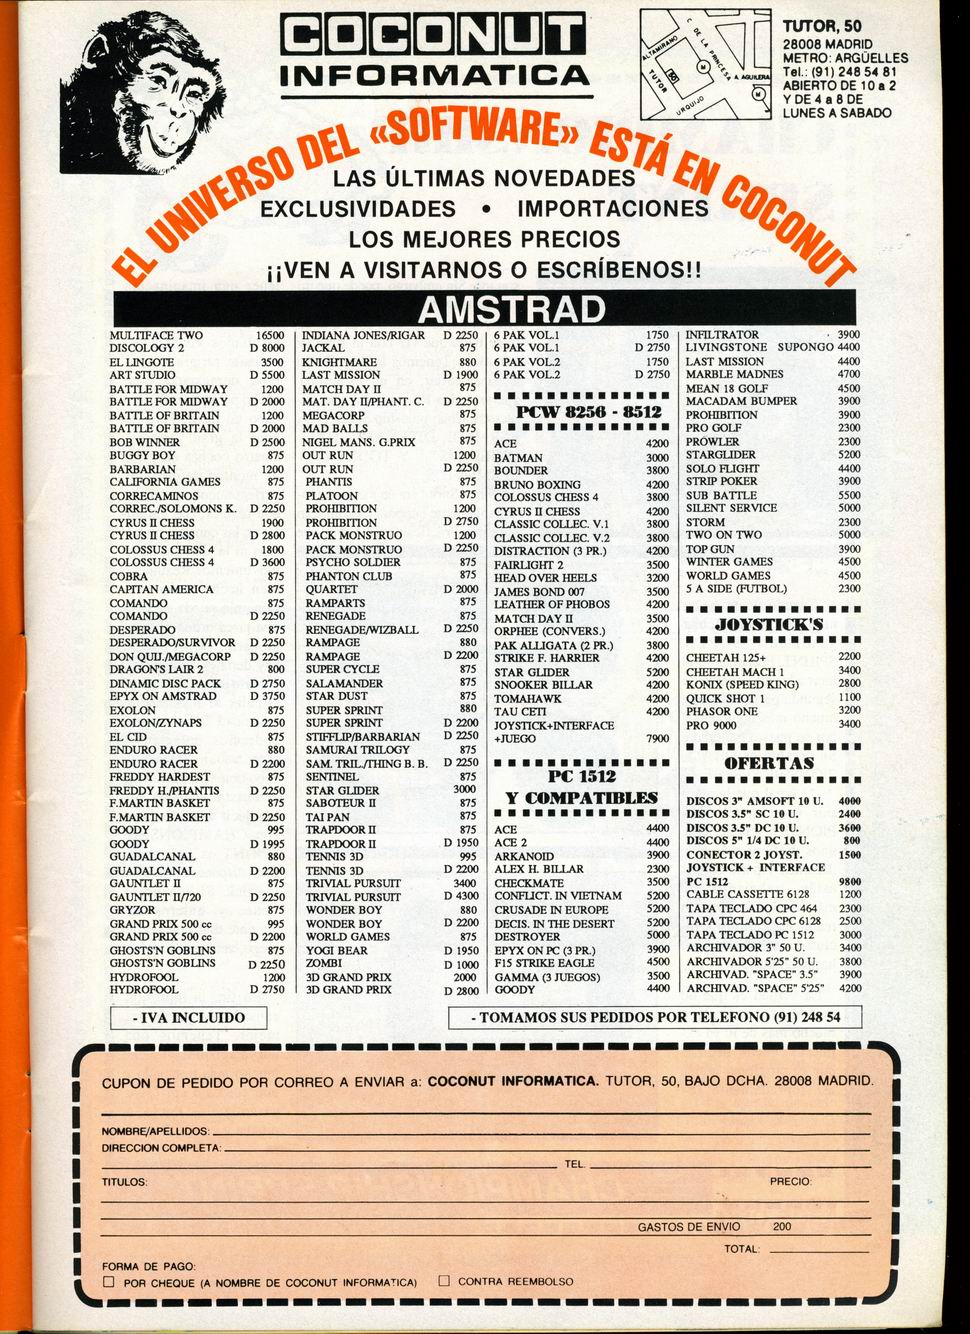 COCONUT
INFORMATICA
ALTAMIRANO
C. DE LA PRINCESA
TUTOR
50
M
A. AGUILERA
M
URQUIJO
TUTOR, 50
28008 MADRID
METRO: ARGÜELLES
Tel.: (91) 248 54 81
ABIERTO DE 10 a 2
Y DE 4 a 8 DE
LUNES A SABADO
EL UNIVERSO DEL «SOFTWARE» ESTÁ EN COCONUT
LAS ÚLTIMAS NOVEDADES
EXCLUSIVIDADES • IMPORTACIONES
LOS MEJORES PRECIOS
¡¡VEN A VISITARNOS O ESCRÍBENOS!!
AMSTRAD
MULTIFACE TWO 16500
DISCOLOGY 2 D 8000
EL LINGOTE 3500
ART STUDIO D 5500
BATTLE FOR MIDWAY 1200
BATTLE FOR MIDWAY D 2000
BATTLE OF BRITAIN 1200
BATTLE OF BRITAIN D 2000
BOB WINNER D 2500
BUGGY BOY 875
BARBARIAN 1200
CALIFORNIA GAMES 875
CORRECAMINOS 875
CORREC./SOLOMONS K. D 2250
CYRUS II CHESS 1900
CYRUS II CHESS D 2800
COLOSSUS CHESS 4 1800
COLOSSUS CHESS 4 D 3600
COBRA 875
CAPITAN AMERICA 875
COMANDO 875
COMANDO D 2250
DESPERADO 875
DESPERADO/SURVIVOR D 2250
DON QUIJ./MEGACORP D 2250
DRAGON'S LAIR 2 800
DINAMIC DISC PACK D 2750
EPYX ON AMSTRAD D 3750
EXOLON 875
EXOLON/ZYNAPS D 2250
EL CID 875
ENDURO RACER 880
ENDURO RACER D 2200
FREDDY HARDEST 875
FREDDY H./PHANTIS D 2250
F.MARTIN BASKET 875
F.MARTIN BASKET D 2250
GOODY 995
GOODY D 1995
GUADALCANAL 880
GUADALCANAL D 2200
GAUNTLET II 875
GAUNTLET II/720 D 2250
GRYZOR 875
GRAND PRIX 500 cc 995
GRAND PRIX 500 cc D 2200
GHOSTS'N GOBLINS 875
GHOSTS'N GOBLINS D 2250
HYDROFOOL 1200
HYDROFOOL D 2750
INDIANA JONES/RIGAR D 2250
JACKAL 875
KNIGHTMARE 880
LAST MISSION D 1900
MATCH DAY II 875
MAT. DAY II/PHANT. C. D 2250
MEGACORP 875
MAD BALLS 875
NIGEL MANS. G.PRIX 875
OUT RUN 1200
OUT RUN D 2250
PHANTIS 875
PLATOON 875
PROHIBITION 1200
PROHIBITION D 2750
PACK MONSTRUO 1200
PACK MONSTRUO D 2250
PSYCHO SOLDIER 875
PHANTON CLUB 875
QUARTET D 2000
RAMPARTS 875
RENEGADE 875
RENEGADE/WIZBALL D 2250
RAMPAGE 880
RAMPAGE D 2200
SUPER CYCLE 875
SALAMANDER 875
STAR DUST 875
SUPER SPRINT 880
SUPER SPRINT D 2200
STIFFLIP/BARBARIAN D 2250
SAMURAI TRILOGY 875
SAM. TRIL./THING B. B. D 2250
SENTINEL 875
STAR GLIDER 3000
SABOTEUR II 875
TAI PAN 875
TRAPDOOR II 875
TRAPDOOR II D 1950
TENNIS 3D 995
TENNIS 3D D 2200
TRIVIAL PURSUIT 3400
TRIVIAL PURSUIT D 4300
WONDER BOY 880
WONDER BOY D 2200
WORLD GAMES 875
YOGI BEAR D 1950
ZOMBI D 1000
3D GRAND PRIX 2000
3D GRAND PRIX D 2800
6 PAK VOL.1 1750
6 PAK VOL.1 D 2750
6 PAK VOL.2 1750
6 PAK VOL.2 D 2750
PCW 8256 - 8512
ACE 4200
BATMAN 3000
BOUNDER 3800
BRUNO BOXING 4200
COLOSSUS CHESS 4 3800
CYRUS II CHESS 4200
CLASSIC COLLEC. V.1 3800
CLASSIC COLLEC. V.2 3800
DISTRACTION (3 PR.) 4200
FAIRLIGHT 2 3500
HEAD OVER HEELS 3200
JAMES BOND 007 3500
LEATHER OF PHOBOS 4200
MATCH DAY II 3500
ORPHEE (CONVERS.) 4200
PAK ALLIGATA (2 PR.) 3800
STRIKE F. HARRIER 4200
STAR GLIDER 5200
SNOOKER BILLAR 4200
TOMAHAWK 4200
TAU CETI 4200
JOYSTICK+INTERFACE
+JUEGO 7900
PC 1512
Y COMPATIBLES
ACE 4400
ACE 2 4400
ARKANOID 3900
ALEX H. BILLAR 2300
CHECKMATE 3500
CONFLICT. IN VIETNAM 5200
CRUSADE IN EUROPE 5200
DECIS. IN THE DESERT 5200
DESTROYER 5000
EPYX ON PC (3 PR.) 3900
F15 STRIKE EAGLE 4500
GAMMA (3 JUEGOS) 3500
GOODY 4400
INFILTRATOR 3900
LIVINGSTONE SUPONGO 4400
LAST MISSION 4400
MARBLE MADNES 4700
MEAN 18 GOLF 4500
MACADAM BUMPER 3900
PROHIBITION 3900
PRO GOLF 2300
PROWLER 2300
STARGLIDER 5200
SOLO FLIGHT 4400
STRIP POKER 3900
SUB BATTLE 5500
SILENT SERVICE 5000
STORM 2300
TWO ON TWO 5000
TOP GUN 3900
WINTER GAMES 4500
WORLD GAMES 4500
5 A SIDE (FUTBOL) 2300
JOYSTICK'S
CHEETAH 125+ 2200
CHEETAH MACH 1 3400
KONIX (SPEED KING) 2800
QUICK SHOT 1 1100
PHASOR ONE 3200
PRO 9000 3400
OFERTAS
DISCOS 3" AMSOFT 10 U. 4000
DISCOS 3.5" SC 10 U. 2400
DISCOS 3.5" DC 10 U. 3600
DISCOS 5" 1/4 DC 10 U. 800
CONECTOR 2 JOYST. 1500
JOYSTICK + INTERFACE
PC 1512 9800
CABLE CASSETTE 6128 1200
TAPA TECLADO CPC 464 2300
TAPA TECLADO CPC 6128 2500
TAPA TECLADO PC 1512 3000
ARCHIVADOR 3" 50 U. 3400
ARCHIVADOR 5'25" 50 U. 3800
ARCHIVAD. "SPACE" 3.5" 3900
ARCHIVAD. "SPACE" 5'25" 4200
- IVA INCLUIDO
- TOMAMOS SUS PEDIDOS POR TELEFONO (91) 248 54
CUPON DE PEDIDO POR CORREO A ENVIAR a: COCONUT INFORMATICA. TUTOR, 50, BAJO DCHA. 28008 MADRID.
NOMBRE/APELLIDOS:
DIRECCION COMPLETA:
TEL.
TITULOS: PRECIO:
GASTOS DE ENVIO 200
TOTAL:
FORMA DE PAGO:
POR CHEQUE (A NOMBRE DE COCONUT INFORMATICA) CONTRA REEMBOLSO